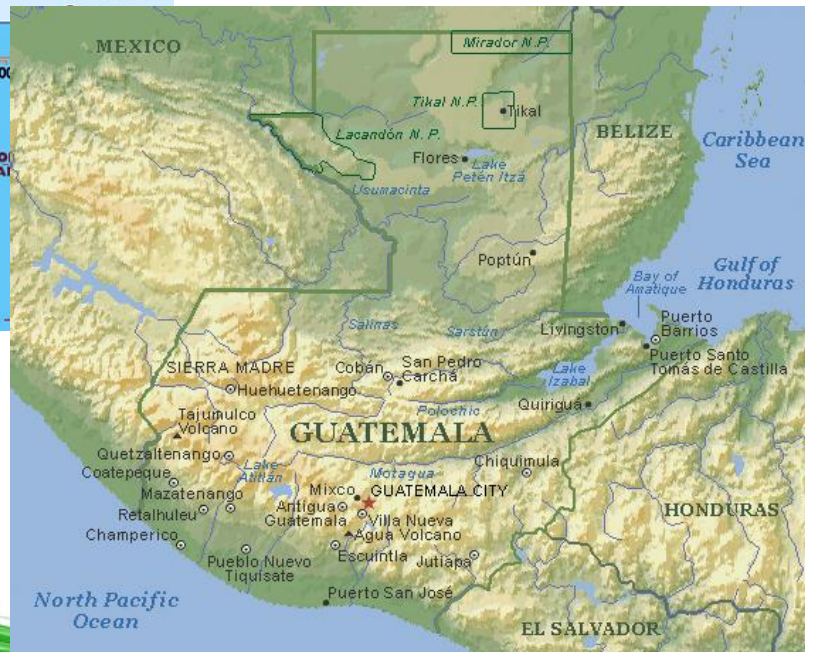 MEXICO
Mirador N.P.
Tikal N.P.
Tikal
Lacandón N. P.
BELIZE
Caribbean
Sea
Flores
Lake
Petén Itzá
Usumacinta
Poptún
Bay of
Amatique
Gulf of
Honduras
Salinas
Sarstún
Livingston
Puerto
Barrios
Puerto Santo
Tomás de Castilla
SIERRA MADRE
Cobán
San Pedro
Carchá
Lake
Izabal
Huehuetenango
Quiriguá
Tajumulco
Volcano
Polochic
GUATEMALA
Quetzaltenango
Lake
Atitlán
Motagua
Chiquimula
Coatepeque
Mazatenango
Mixco
GUATEMALA CITY
Retalhuleu
Antigua
Guatemala
Villa Nueva
HONDURAS
Champerico
Agua Volcano
Escuintla
Jutiapa
Pueblo Nuevo
Tiquisate
Puerto San José
North Pacific
Ocean
EL SALVADOR